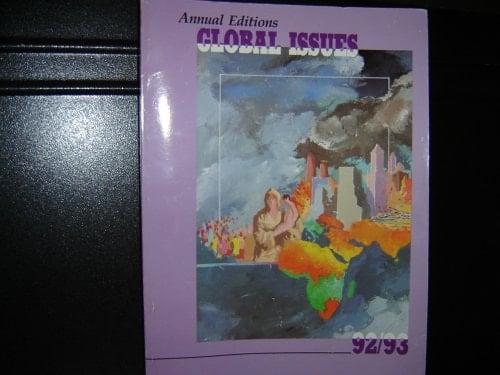 Annual Editions
GLOBAL ISSUES
92/93